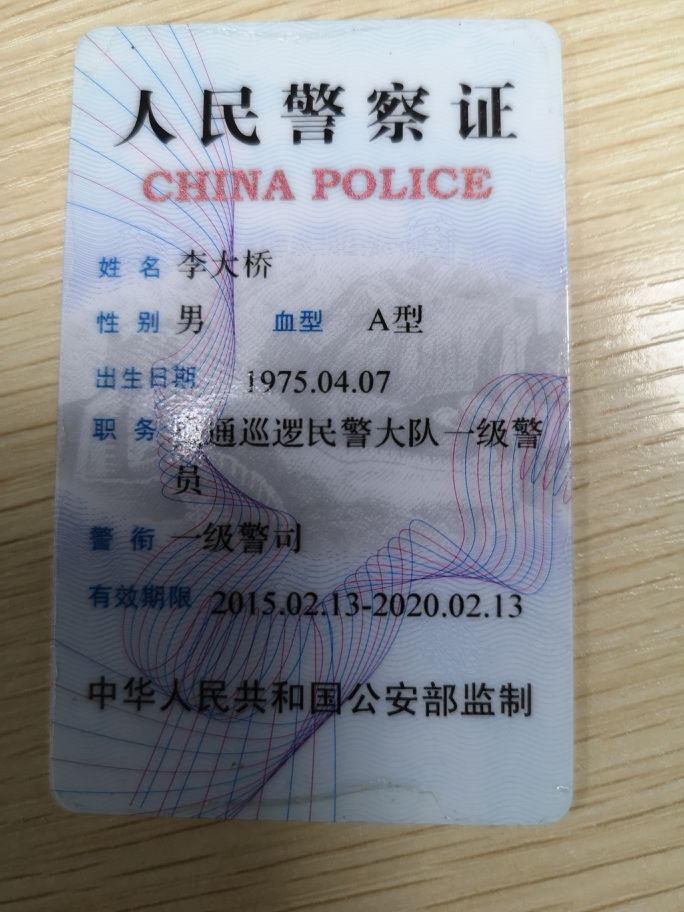 人民警察证
CHINA POLICE
姓名 李大桥
性别 男 血型 A型
出生日期 1975.04.07
职务 通巡逻民警大队一级警
员
警衔 一级警司
有效期限 2015.02.13-2020.02.13
中华人民共和国公安部监制